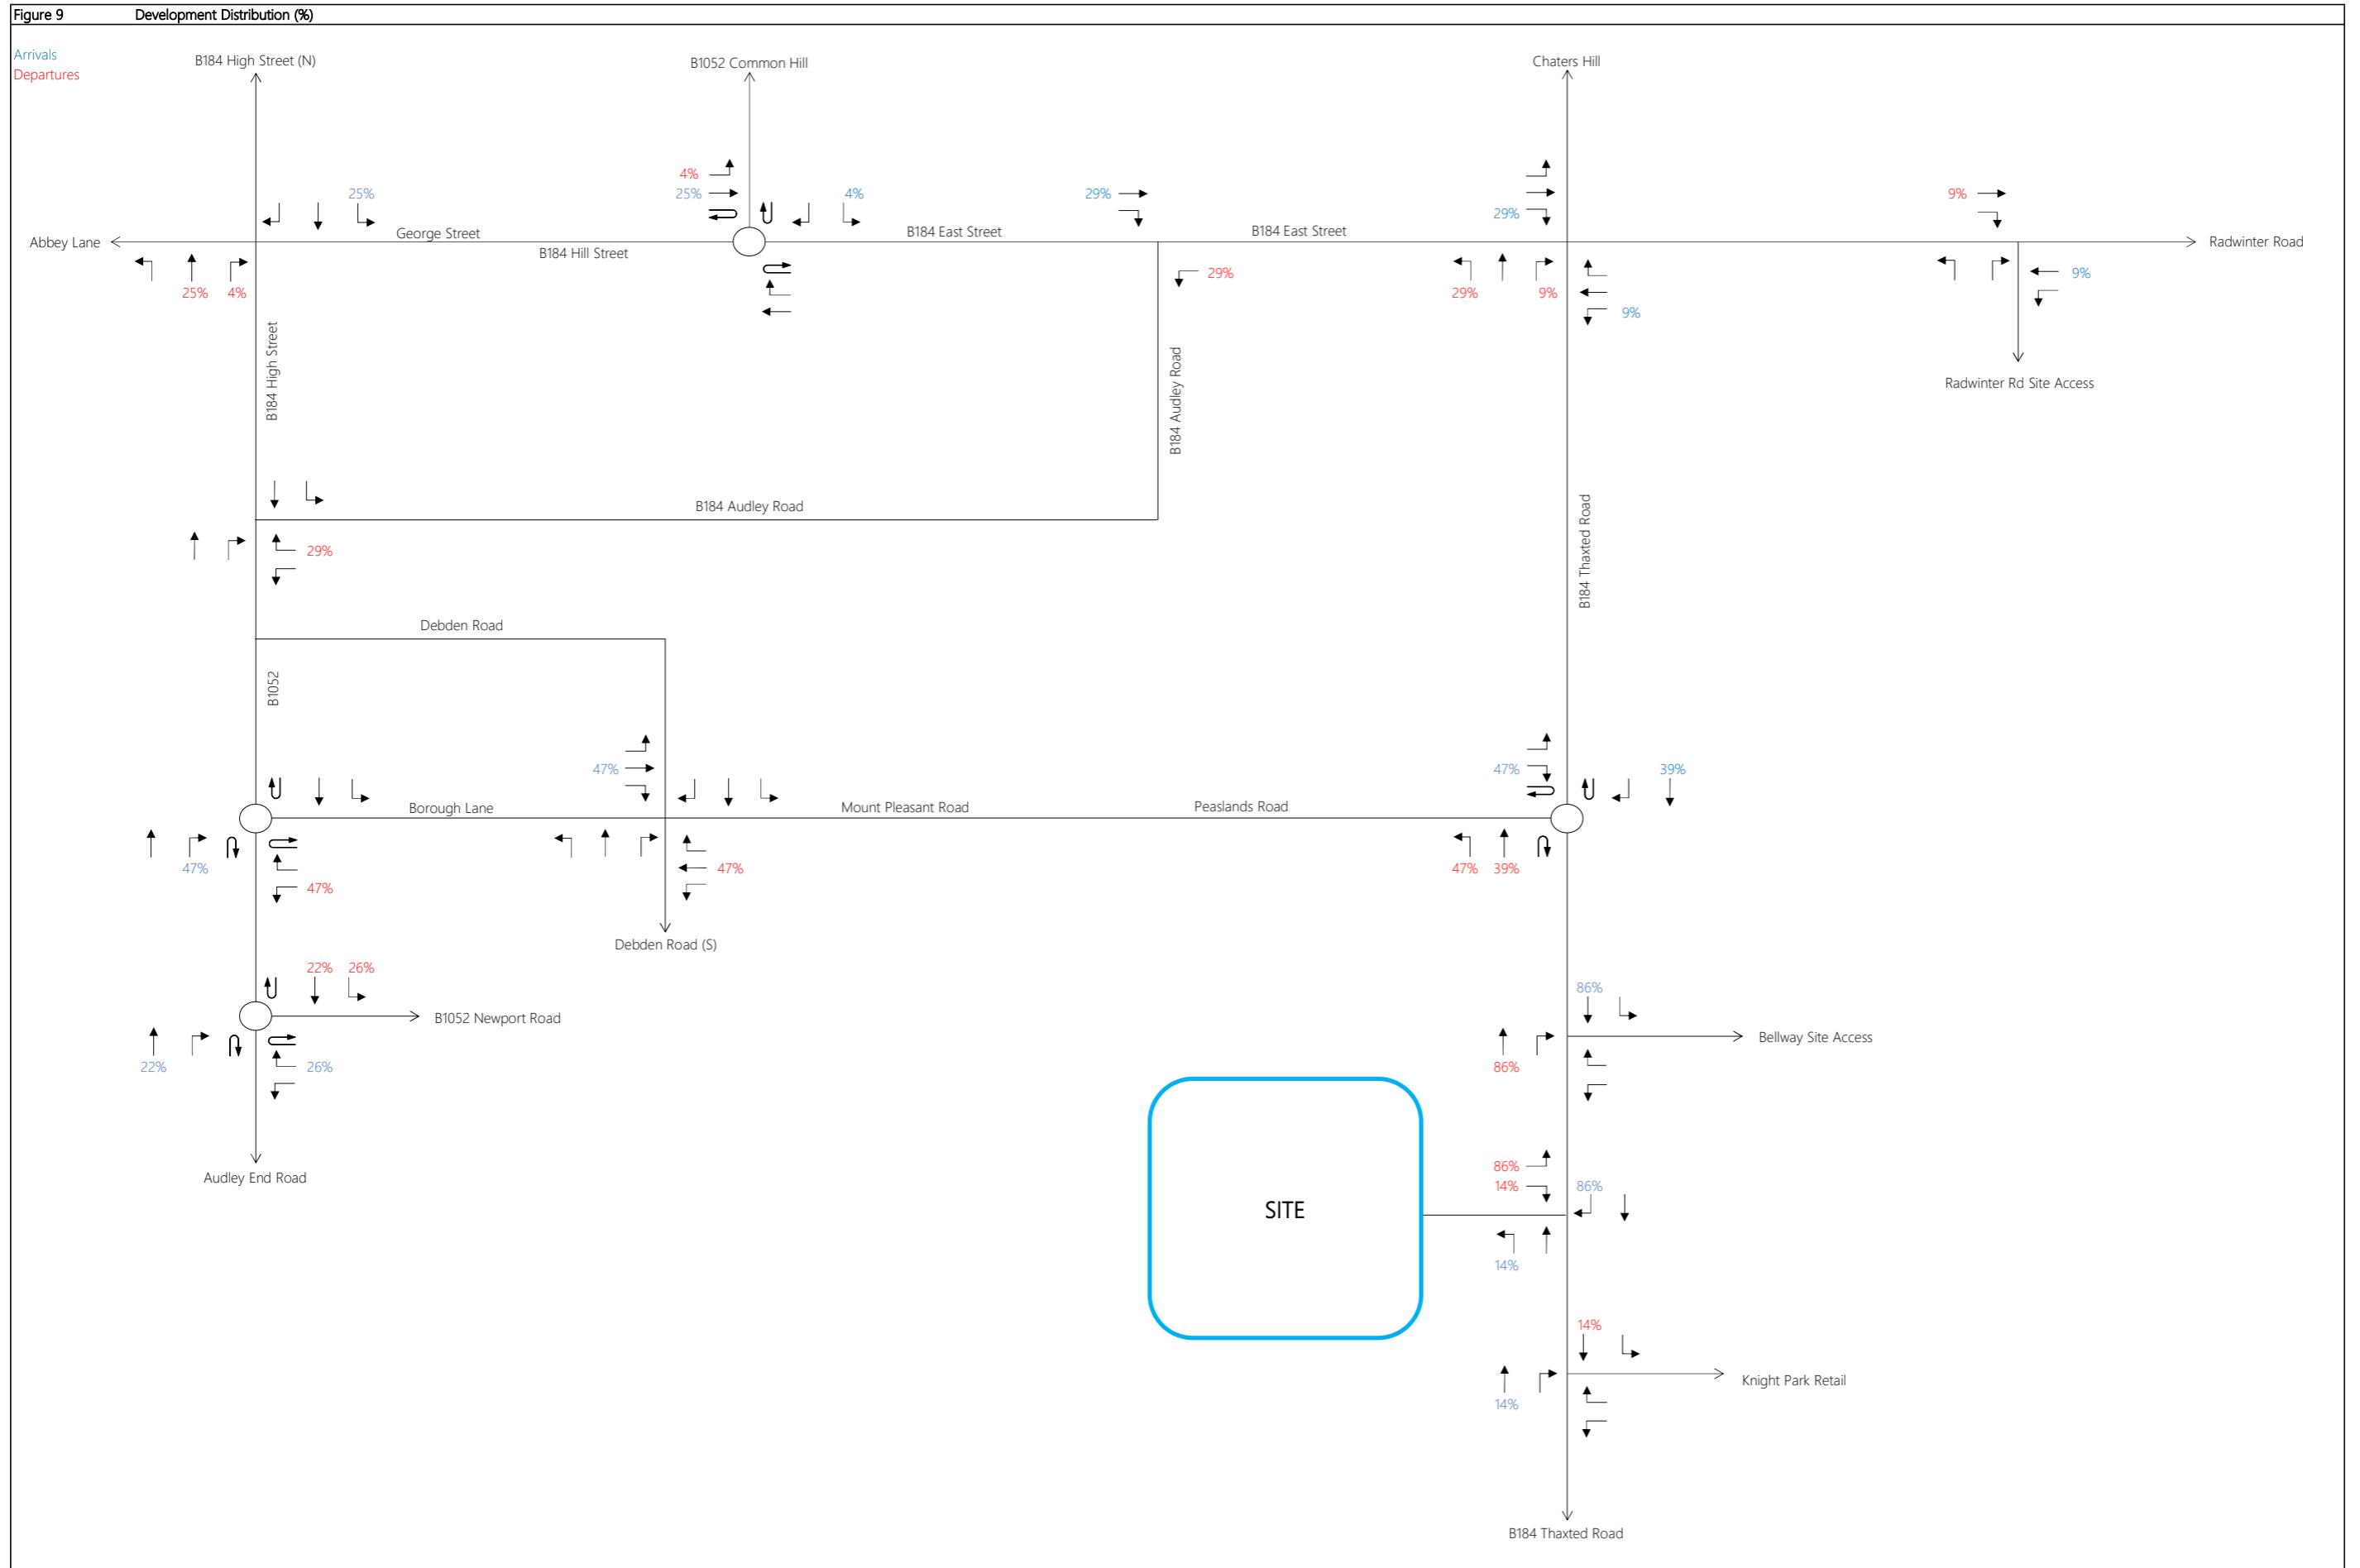 Figure 9 Development Distribution (%)
Arrivals
Departures
B184 High Street (N)
B1052 Common Hill
Chaters Hill
4%
25%
25%
4%
29%
29%
9%
Abbey Lane
George Street
B184 Hill Street
B184 East Street
B184 East Street
Radwinter Road
25%
4%
29%
29%
9%
9%
9%
B184 High Street
B184 Audley Road
Radwinter Rd Site Access
B184 Audley Road
29%
B184 Thaxted Road
Debden Road
B1052
47%
47%
39%
Borough Lane
Mount Pleasant Road
Peaslands Road
47%
47%
47%
47%
39%
Debden Road (S)
22%
26%
B1052 Newport Road
22%
26%
86%
Bellway Site Access
86%
Audley End Road
86%
14%
86%
SITE
14%
14%
Knight Park Retail
14%
B184 Thaxted Road